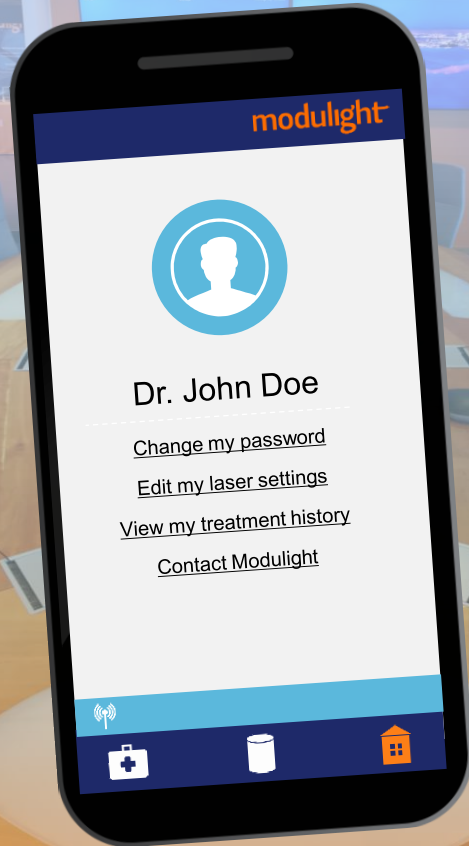 modulight
Dr. John Doe
Change my password
Edit my laser settings
View my treatment history
Contact Modulight